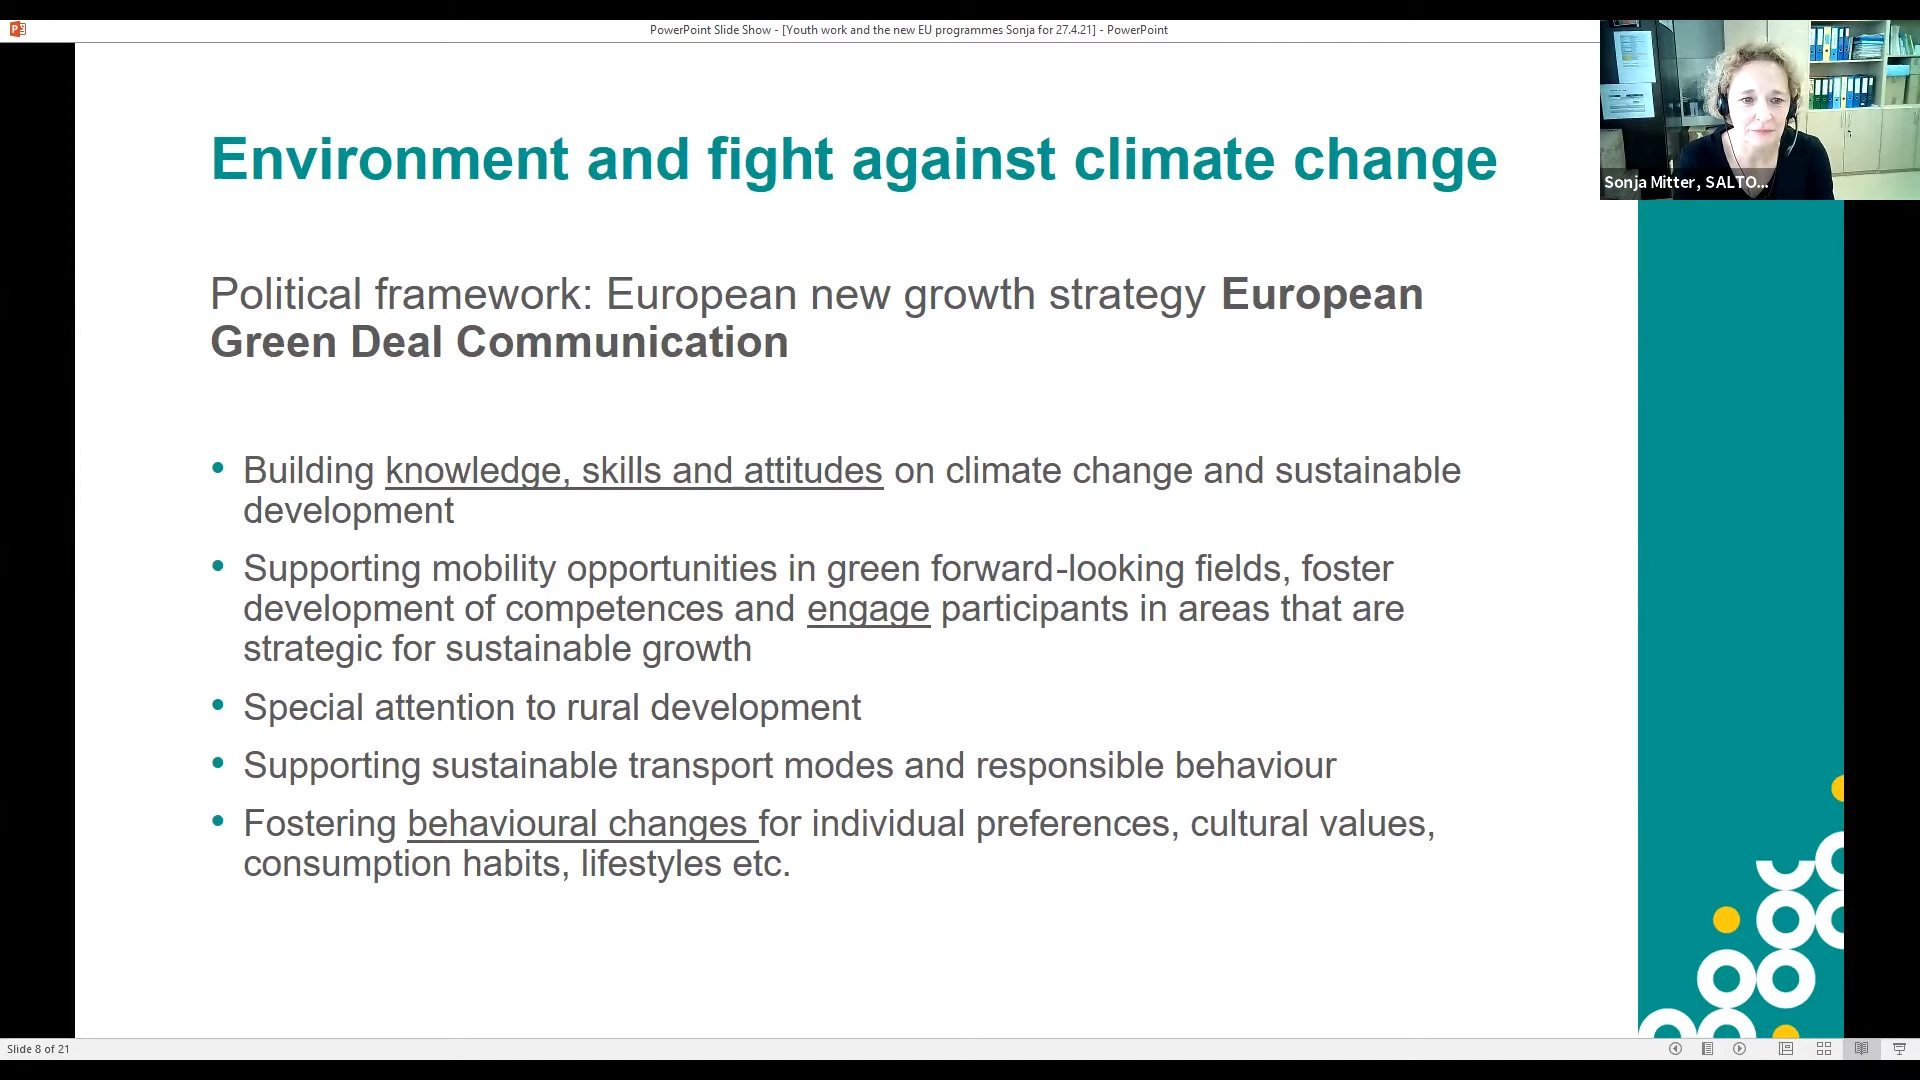 PowerPoint Slide Show - [Youth work and the new EU programmes Sonja for 27.4.21] - PowerPoint
Sonja Mitter, SALTO...
Environment and fight against climate change
Political framework: European new growth strategy European
Green Deal Communication
• Building knowledge, skills and attitudes on climate change and sustainable
development
• Supporting mobility opportunities in green forward-looking fields, foster
development of competences and engage participants in areas that are
strategic for sustainable growth
• Special attention to rural development
• Supporting sustainable transport modes and responsible behaviour
• Fostering behavioural changes for individual preferences, cultural values,
consumption habits, lifestyles etc.
Slide 8 of 21